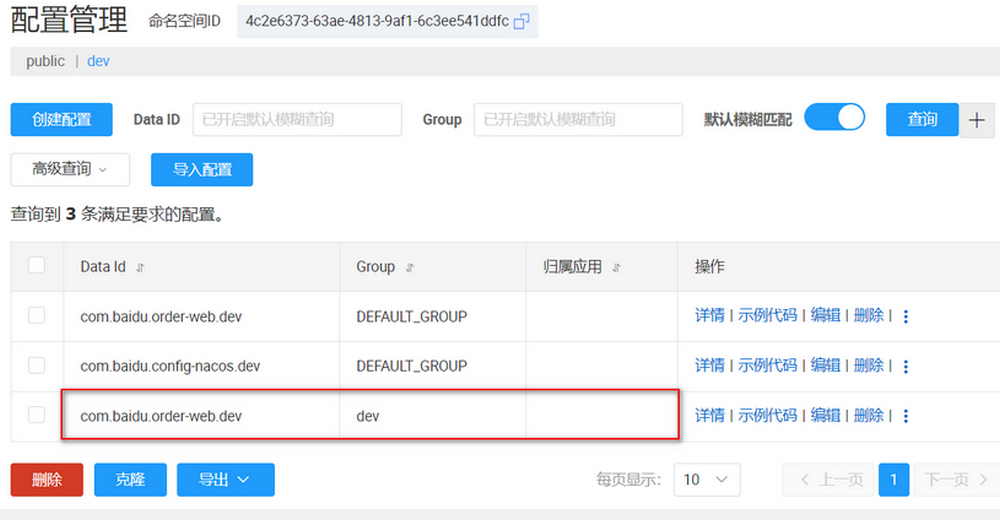 配置管理 命名空间ID 4c2e6373-63ae-4813-9af1-6c3ee541ddfc
public | dev
创建配置 Data ID 已开启默认模糊查询 Group 已开启默认模糊查询 默认模糊匹配 查询
高级查询 导入配置
查询到 3 条满足要求的配置。
Data Id Group 归属应用 操作
com.baidu.order-web.dev DEFAULT_GROUP 详情 | 示例代码 | 编辑 | 删除 |
com.baidu.config-nacos.dev DEFAULT_GROUP 详情 | 示例代码 | 编辑 | 删除 |
com.baidu.order-web.dev dev 详情 | 示例代码 | 编辑 | 删除 |
删除 克隆 导出 每页显示: 10 上一页 1 下一页